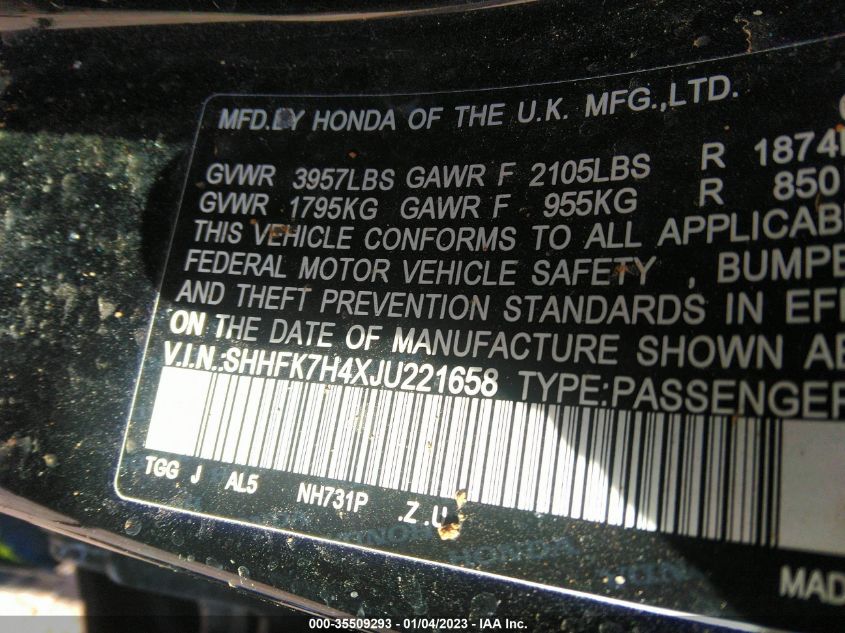 MFD.BY HONDA OF THE U.K. MFG.,LTD.
GVWR 3957LBS GAWR F 2105LBS R 1874
GVWR 1795KG GAWR F 955KG R 850
THIS VEHICLE CONFORMS TO ALL APPLICAB
FEDERAL MOTOR VEHICLE SAFETY , BUMPE
AND THEFT PREVENTION STANDARDS IN EF
ON THE DATE OF MANUFACTURE SHOWN AB
V.I.N.:SHHFK7H4XJU221658 TYPE:PASSENGER
TGG J AL5 NH731P .Z .U
HONDA
MAD
000-35509293 - 01/04/2023 - IAA Inc.